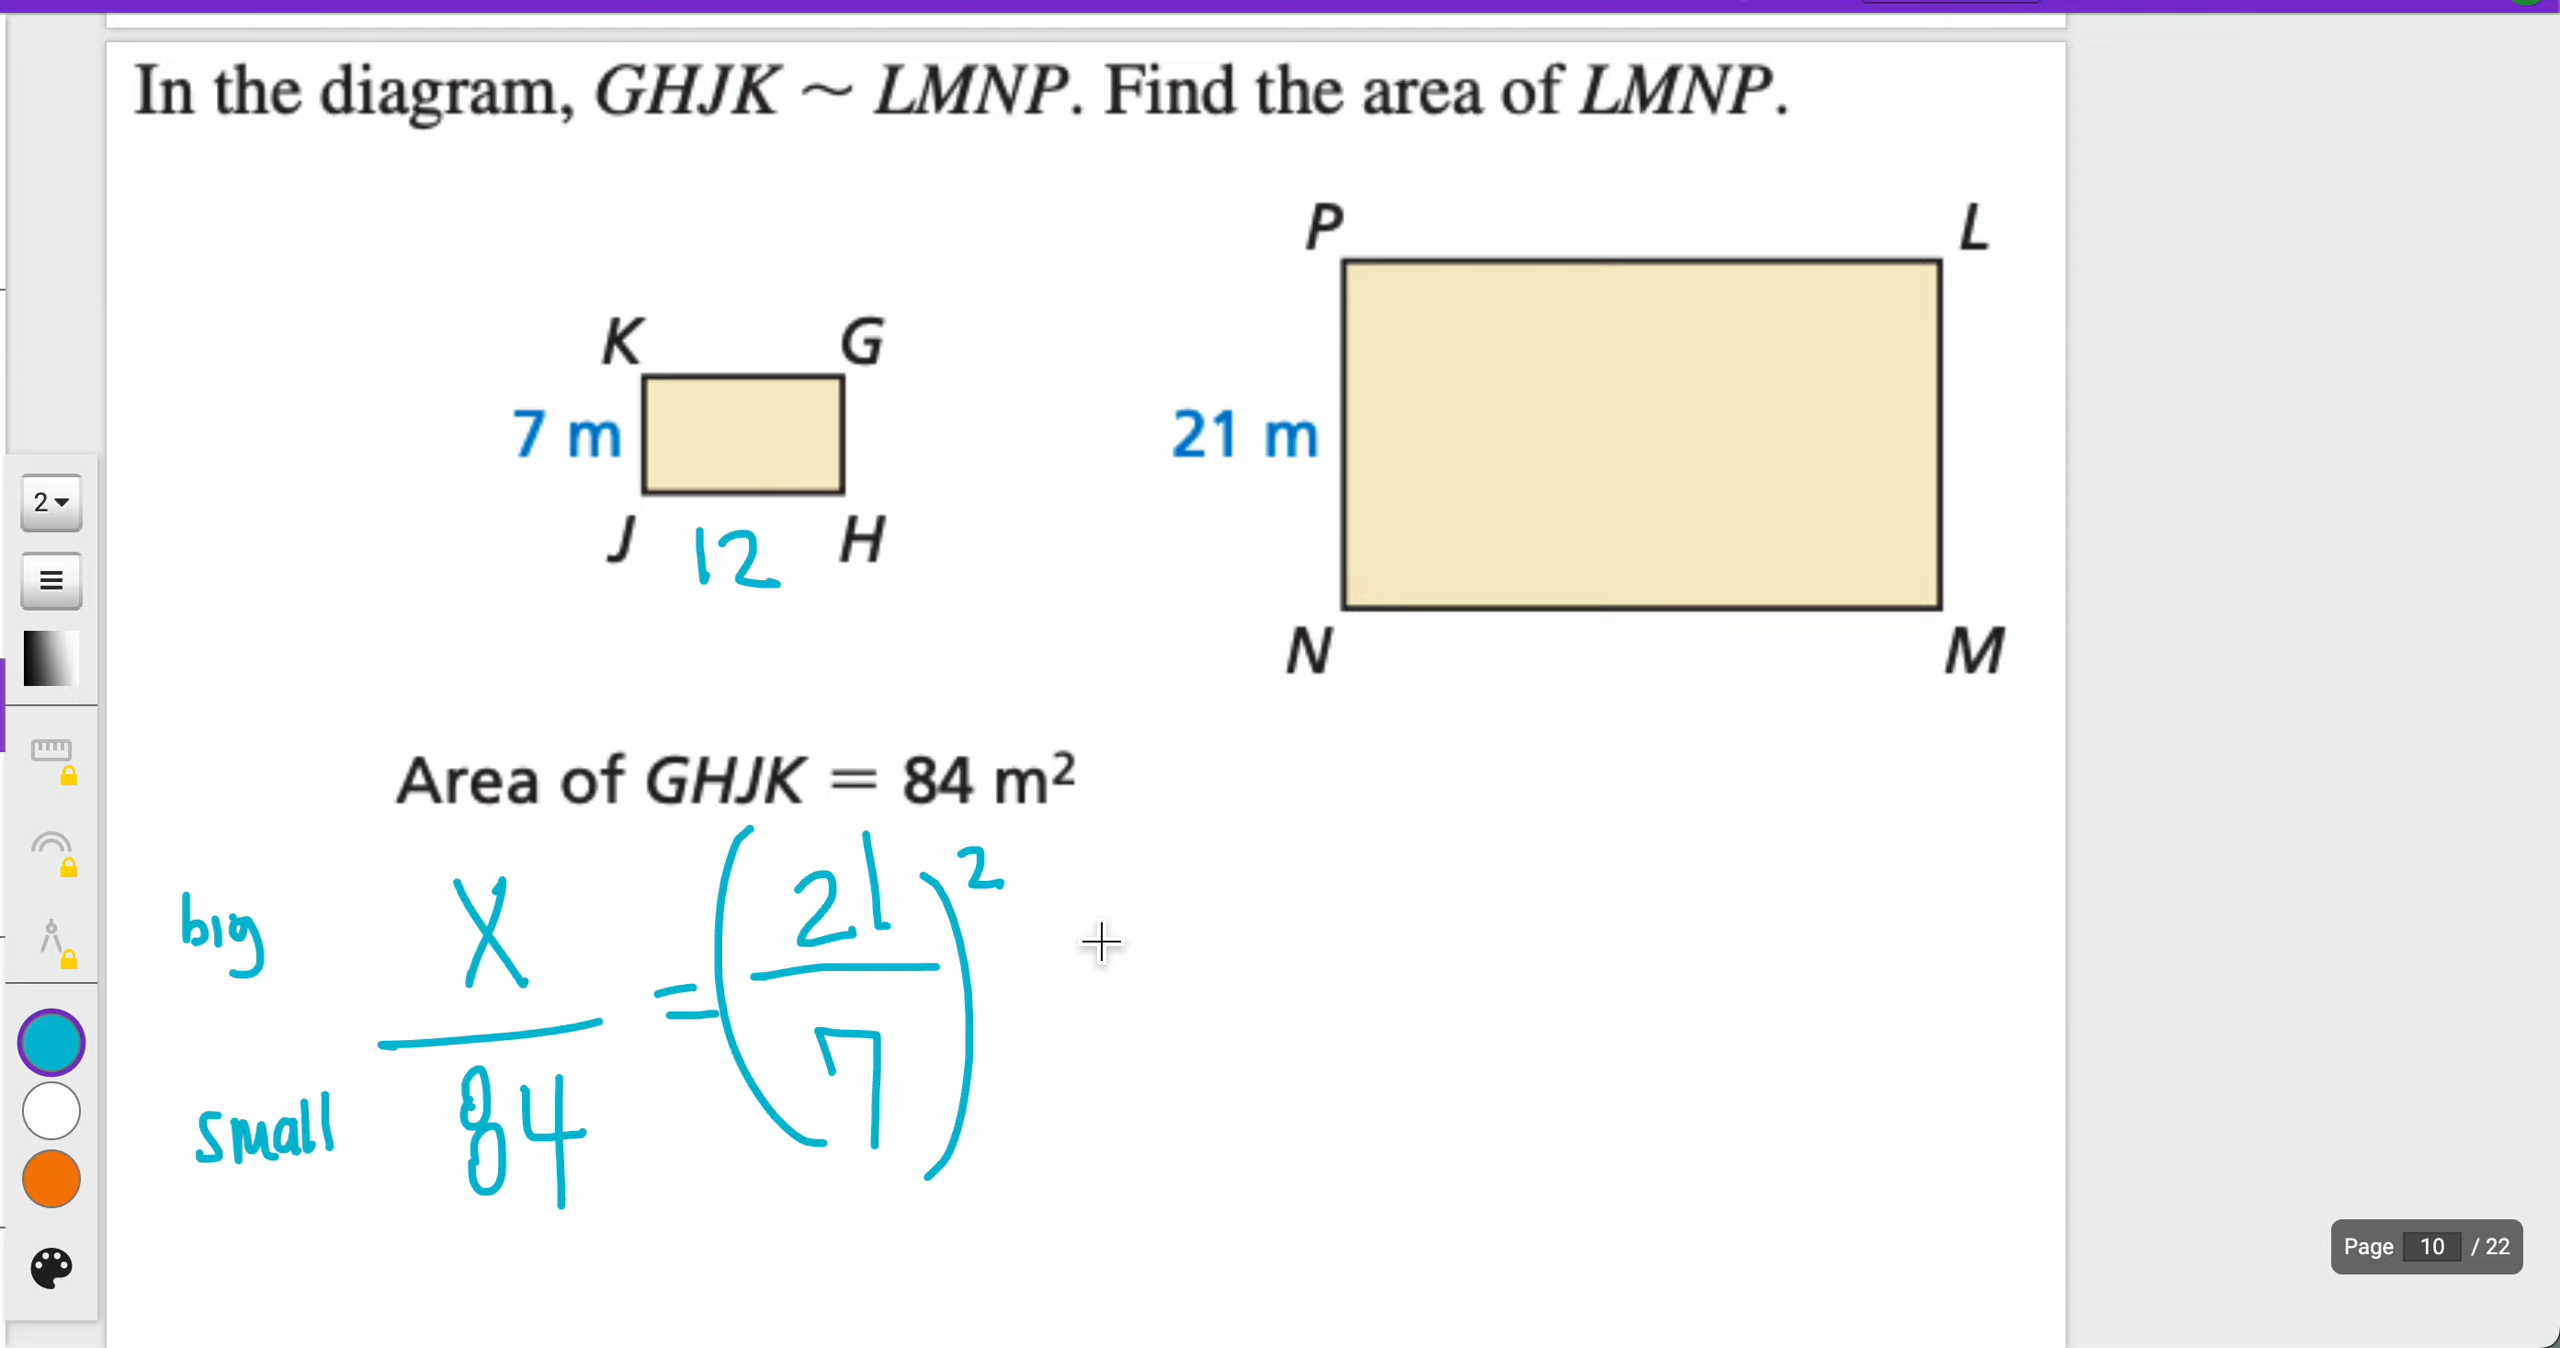 In the diagram, GHJK ~ LMNP. Find the area of LMNP.
P L
K G
7 m 21 m
2
J 12 H
N M
Area of GHJK = 84 m²
big X = (21 / 7)²
small 84
Page 10 / 22